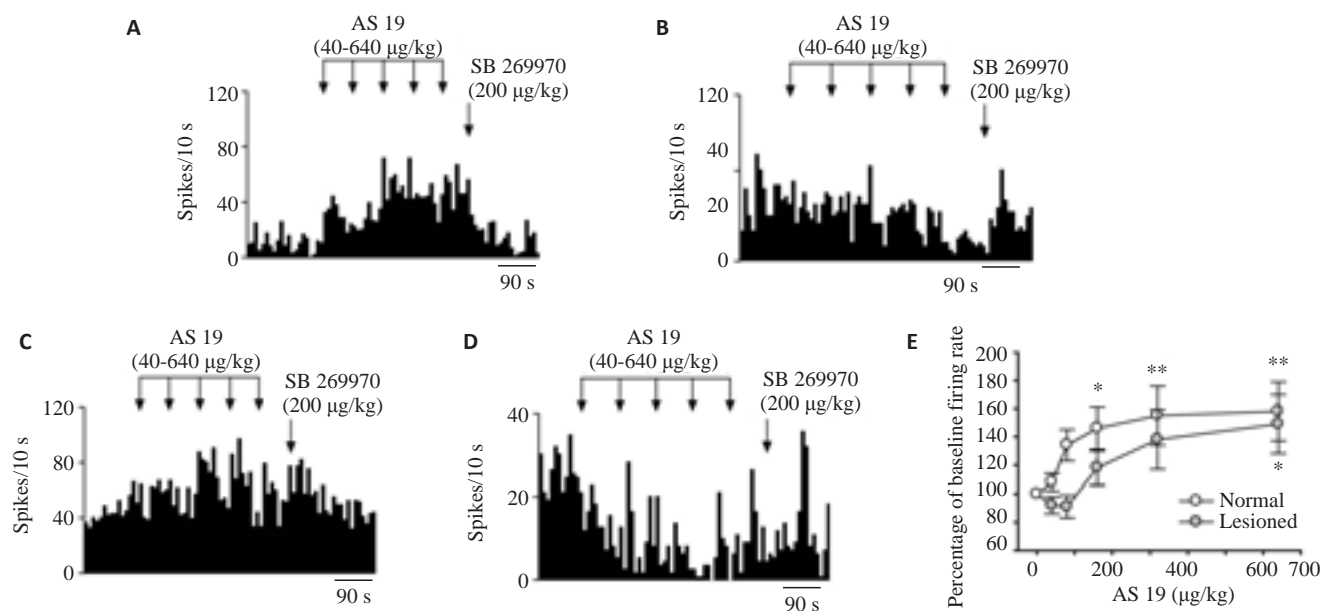 A
AS 19
(40-640 μg/kg)
SB 269970
(200 μg/kg)
120
80
40
0
Spikes/10 s
90 s
B
AS 19
(40-640 μg/kg)
SB 269970
(200 μg/kg)
120
40
20
0
Spikes/10 s
90 s
C
AS 19
(40-640 μg/kg)
SB 269970
(200 μg/kg)
120
80
40
0
Spikes/10 s
90 s
D
AS 19
(40-640 μg/kg)
SB 269970
(200 μg/kg)
40
20
0
Spikes/10 s
90 s
E
Percentage of baseline firing rate
200
180
160
140
120
100
80
60
* ** **
*
Normal
Lesioned
0 200 400 600 700
AS 19 (μg/kg)